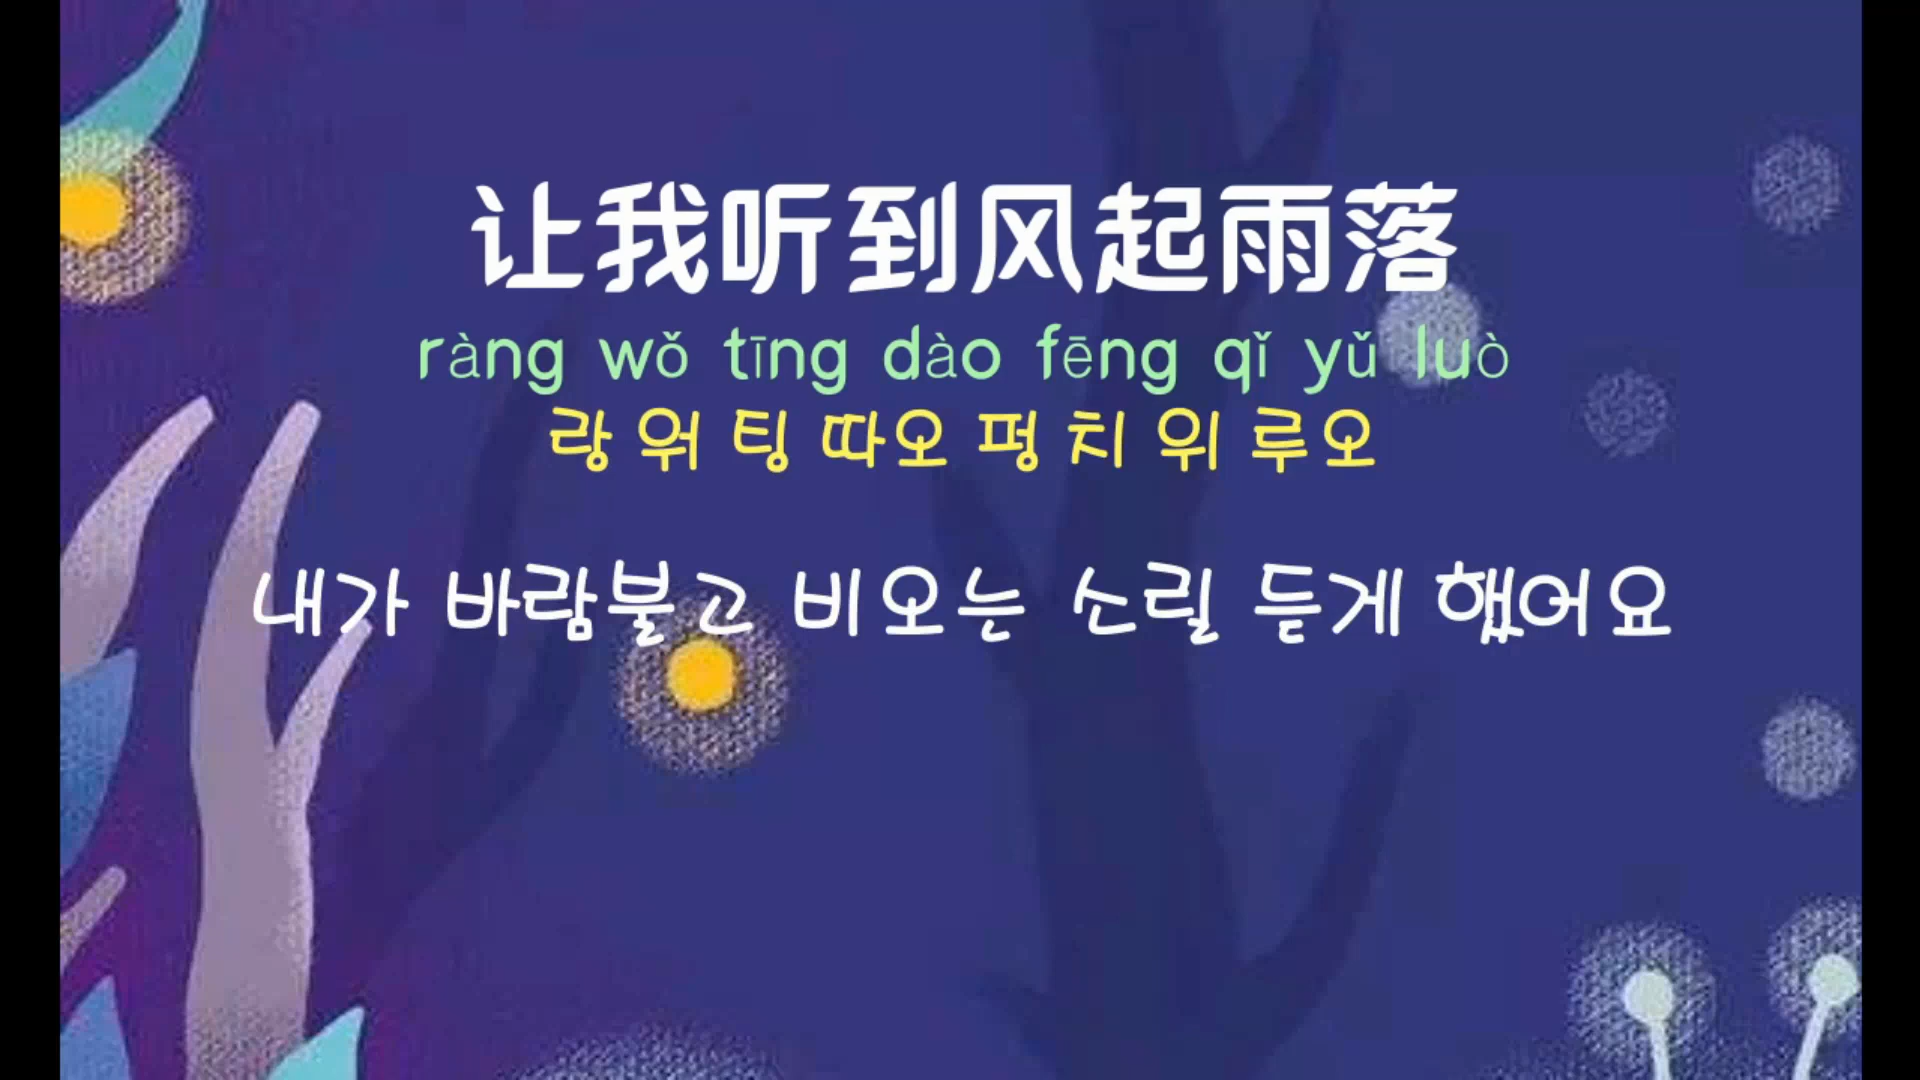 让我听到风起雨落
ràng wǒ tīng dào fēng qǐ yǔ luò
랑 워 팅 따오 펑 치 위 루오
내가 바람불고 비오는 소릴 듣게 했어요